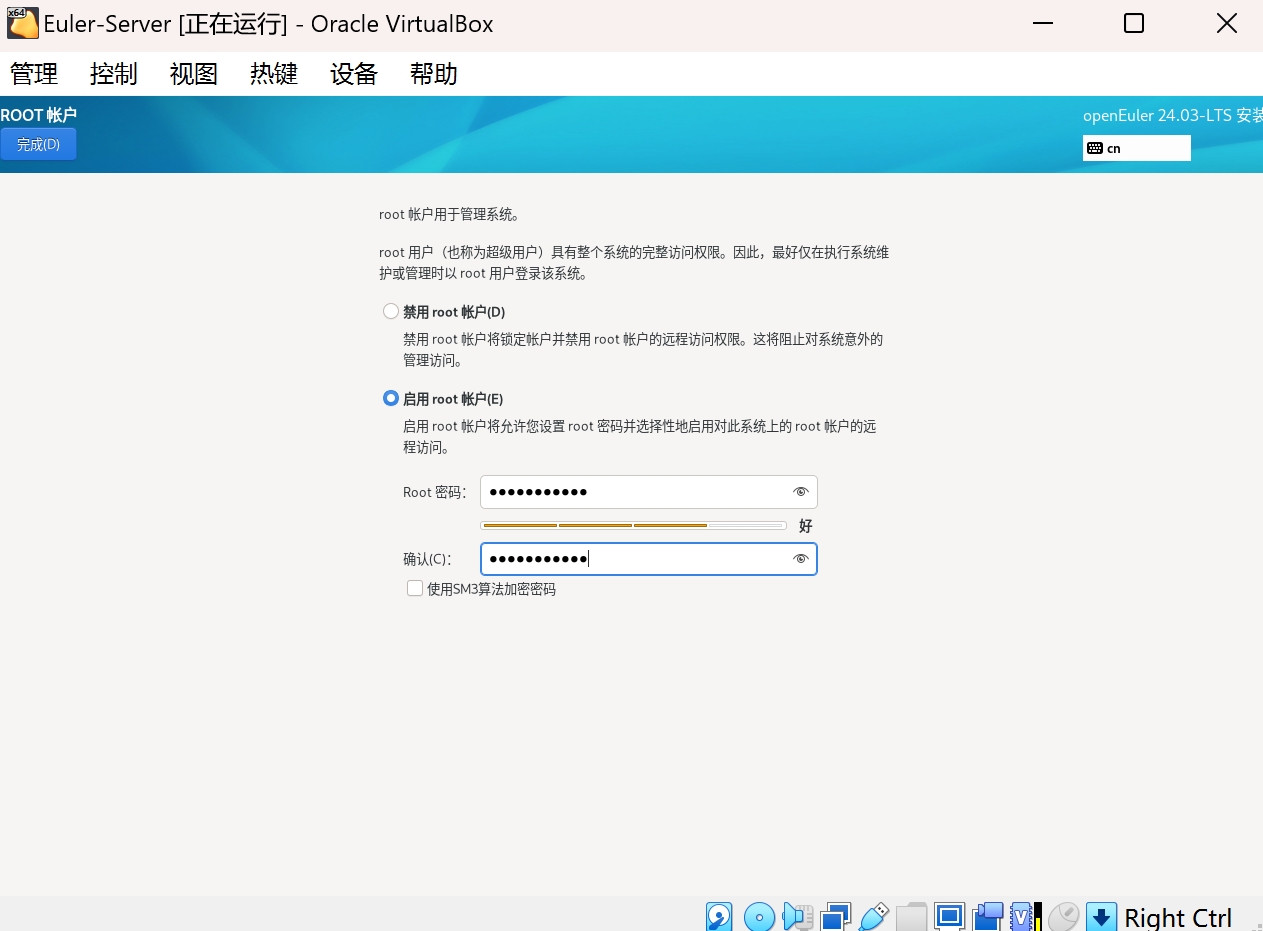 x64
Euler-Server [正在运行] - Oracle VirtualBox
管理 控制 视图 热键 设备 帮助
ROOT 帐户
openEuler 24.03-LTS 安装
完成(D)
cn
root 帐户用于管理系统。
root 用户（也称为超级用户）具有整个系统的完整访问权限。因此，最好仅在执行系统维
护或管理时以 root 用户登录该系统。
禁用 root 帐户(D)
禁用 root 帐户将锁定帐户并禁用 root 帐户的远程访问权限。这将阻止对系统意外的
管理访问。
启用 root 帐户(E)
启用 root 帐户将允许您设置 root 密码并选择性地启用对此系统上的 root 帐户的远
程访问。
Root 密码： ●●●●●●●●●●●
好
确认(C)： ●●●●●●●●●●●
使用SM3算法加密密码
V
Right Ctrl